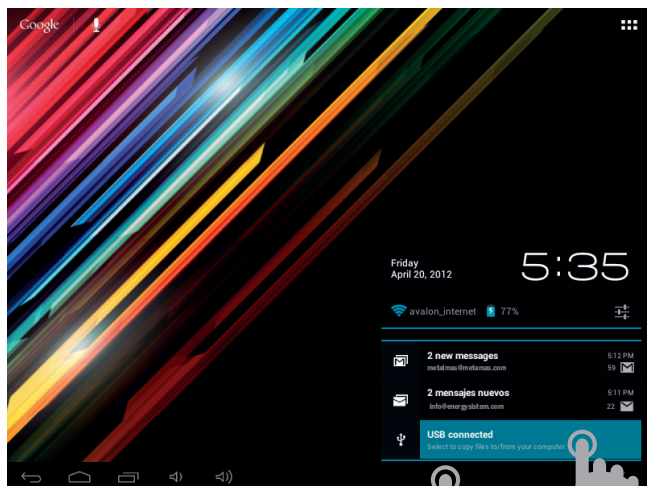 Google
Friday
April 20, 2012
5:35
avalon_internet 77%
2 new messages 5:12 PM
metalmas@metamas.com 59
2 mensajes nuevos 5:11 PM
Info@energysistem.com 22
USB connected
Select to copy files to/from your computer.